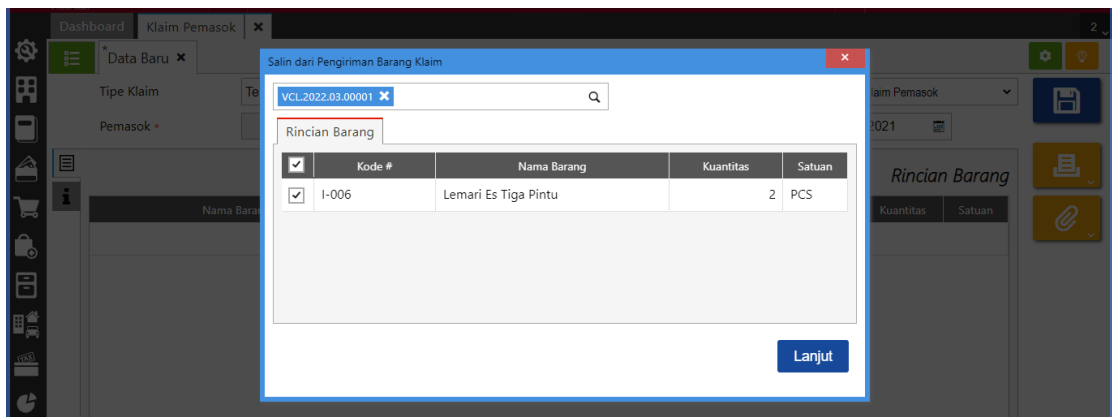 Dashboard Klaim Pemasok ×
2
*Data Baru ×
Salin dari Pengiriman Barang Klaim ×
Tipe Klaim Te
VCL.2022.03.00001 ×
laim Pemasok
Pemasok *
2021
Rincian Barang
Kode # Nama Barang Kuantitas Satuan
Rincian Barang
I-006 Lemari Es Tiga Pintu 2 PCS
Nama Baran
Kuantitas Satuan
Lanjut